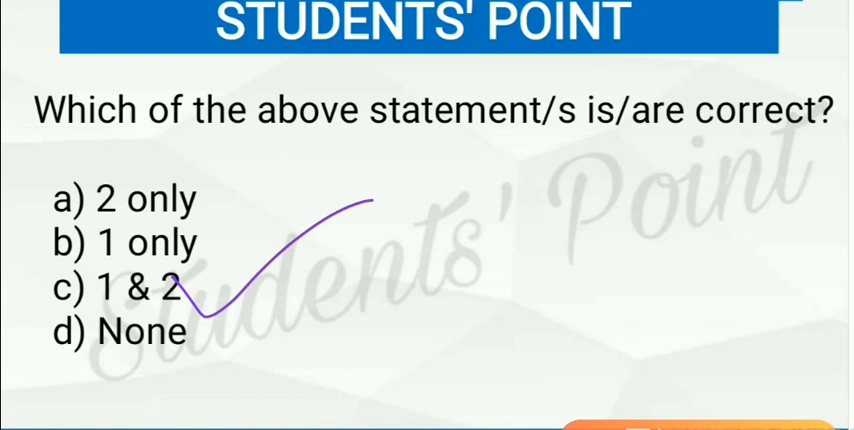 STUDENTS' POINT
Which of the above statement/s is/are correct?
a) 2 only
b) 1 only
c) 1 & 2
d) None
Students' Point